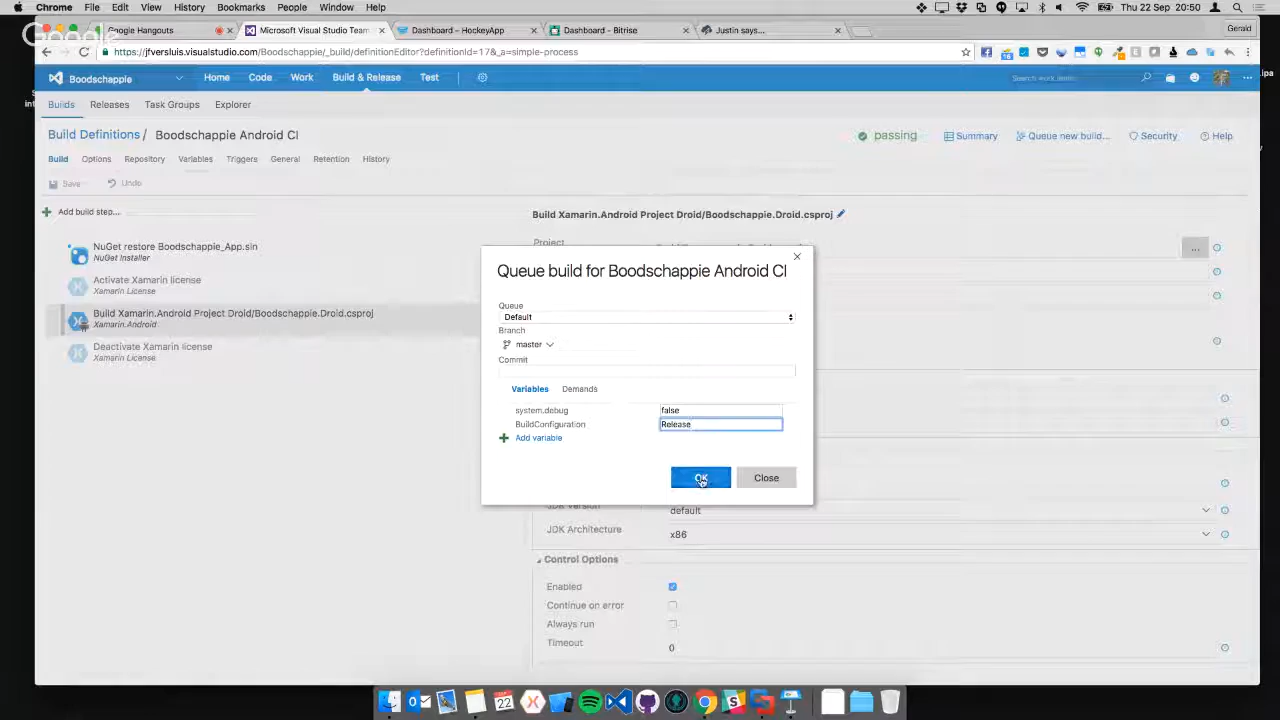 Chrome File Edit View History Bookmarks People Window Help Thu 22 Sep 20:50
Google Hangouts Microsoft Visual Studio Team Dashboard – HockeyApp Dashboard – Bitrise Justin says... Gerald
https://jfversluis.visualstudio.com/Boodschappie/_build/definitionEditor?definitionId=17&_a=simple-process
Boodschappie Home Code Work Build & Release Test
Builds Releases Task Groups Explorer
Build Definitions / Boodschappie Android CI passing Summary Queue new build... Security Help
Build Options Repository Variables Triggers General Retention History
Save Undo
Add build step...
Build Xamarin.Android Project Droid/Boodschappie.Droid.csproj
Project
NuGet restore Boodschappie_App.sln
NuGet Installer
Activate Xamarin license
Xamarin License
Build Xamarin.Android Project Droid/Boodschappie.Droid.csproj
Xamarin.Android
Deactivate Xamarin license
Xamarin License
Queue build for Boodschappie Android CI
Queue
Default
Branch
master
Commit
Variables Demands
system.debug false
BuildConfiguration Release
Add variable
OK Close
JDK Version default
JDK Architecture x86
Control Options
Enabled
Continue on error
Always run
Timeout 0